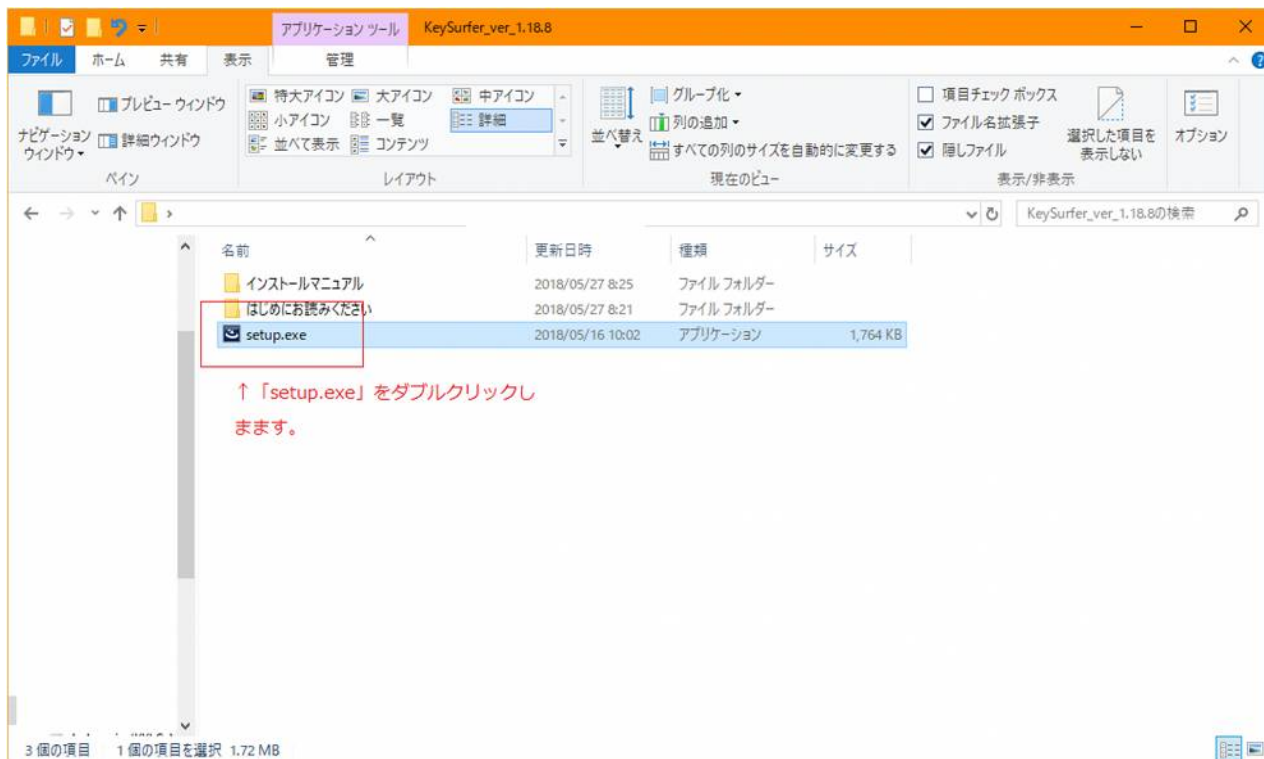 アプリケーション ツール KeySurfer_ver_1.18.8
ファイル ホーム 共有 表示 管理
プレビュー ウィンドウ 特大アイコン 大アイコン 中アイコン グループ化 項目チェック ボックス
ナビゲーション ウィンドウ 詳細ウィンドウ 小アイコン 一覧 詳細 並べ替え 列の追加 ファイル名拡張子 選択した項目を 表示しない オプション
並べて表示 コンテンツ すべての列のサイズを自動的に変更する 隠しファイル
ペイン レイアウト 現在のビュー 表示/非表示
KeySurfer_ver_1.18.8の検索
名前 更新日時 種類 サイズ
インストールマニュアル 2018/05/27 8:25 ファイル フォルダー
はじめにお読みください 2018/05/27 8:21 ファイル フォルダー
setup.exe 2018/05/16 10:02 アプリケーション 1,764 KB
↑「setup.exe」をダブルクリックし
まます。
3 個の項目 1 個の項目を選択 1.72 MB